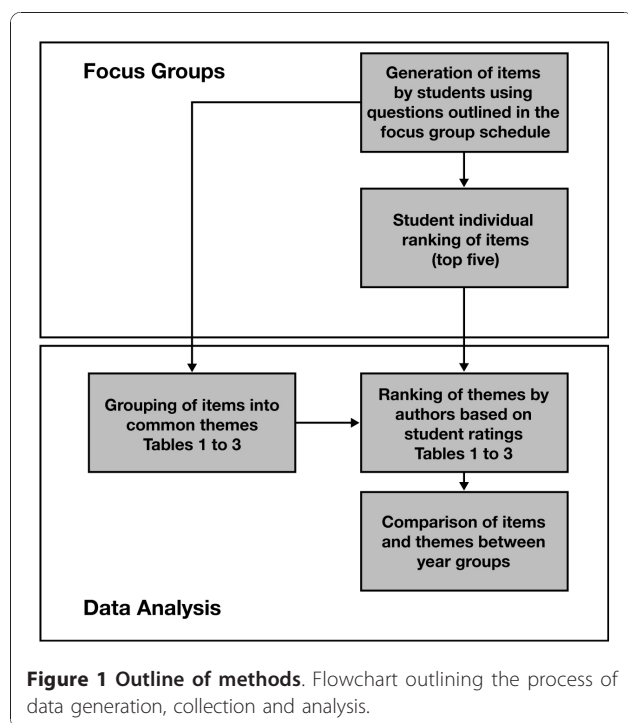 Focus Groups
Generation of items
by students using
questions outlined in the
focus group schedule
Student individual
ranking of items
(top five)
Grouping of items into
common themes
Tables 1 to 3
Ranking of themes by
authors based on
student ratings
Tables 1 to 3
Comparison of items
and themes between
year groups
Data Analysis
Figure 1 Outline of methods. Flowchart outlining the process of
data generation, collection and analysis.